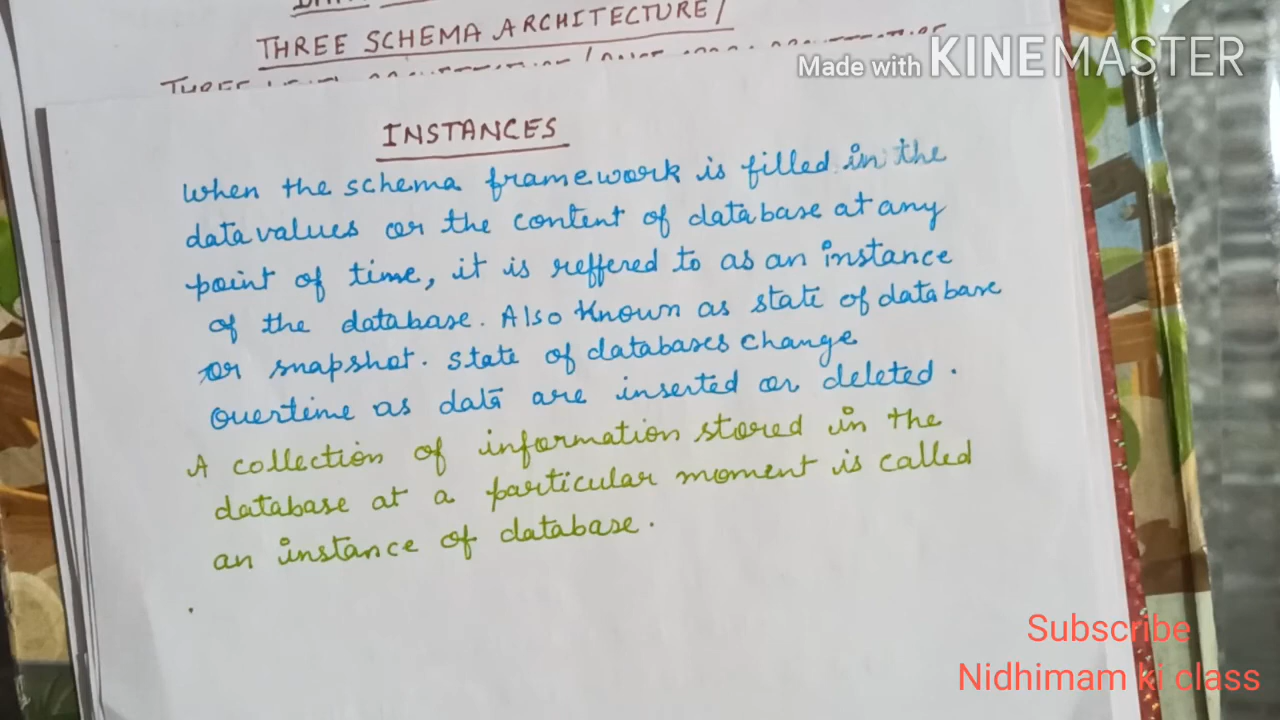 THREE SCHEMA ARCHITECTURE/
THREE
Made with KINEMASTER
INSTANCES
When the schema framework is filled in the
data values or the content of database at any
point of time, it is reffered to as an instance
of the database. Also known as state of database
or snapshot. State of databases change
overtime as data are inserted or deleted.
A collection of information stored in the
database at a particular moment is called
an instance of database.
Subscribe
Nidhimam ki class